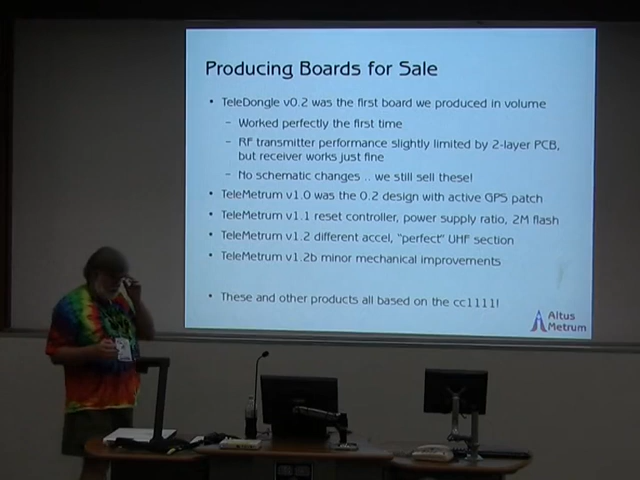 Producing Boards for Sale
• TeleDongle v0.2 was the first board we produced in volume
– Worked perfectly the first time
– RF transmitter performance slightly limited by 2-layer PCB,
but receiver works just fine
– No schematic changes .. we still sell these!
• TeleMetrum v1.0 was the 0.2 design with active GPS patch
• TeleMetrum v1.1 reset controller, power supply ratio, 2M flash
• TeleMetrum v1.2 different accel, "perfect" UHF section
• TeleMetrum v1.2b minor mechanical improvements
• These and other products all based on the cc1111!
Altus
Metrum